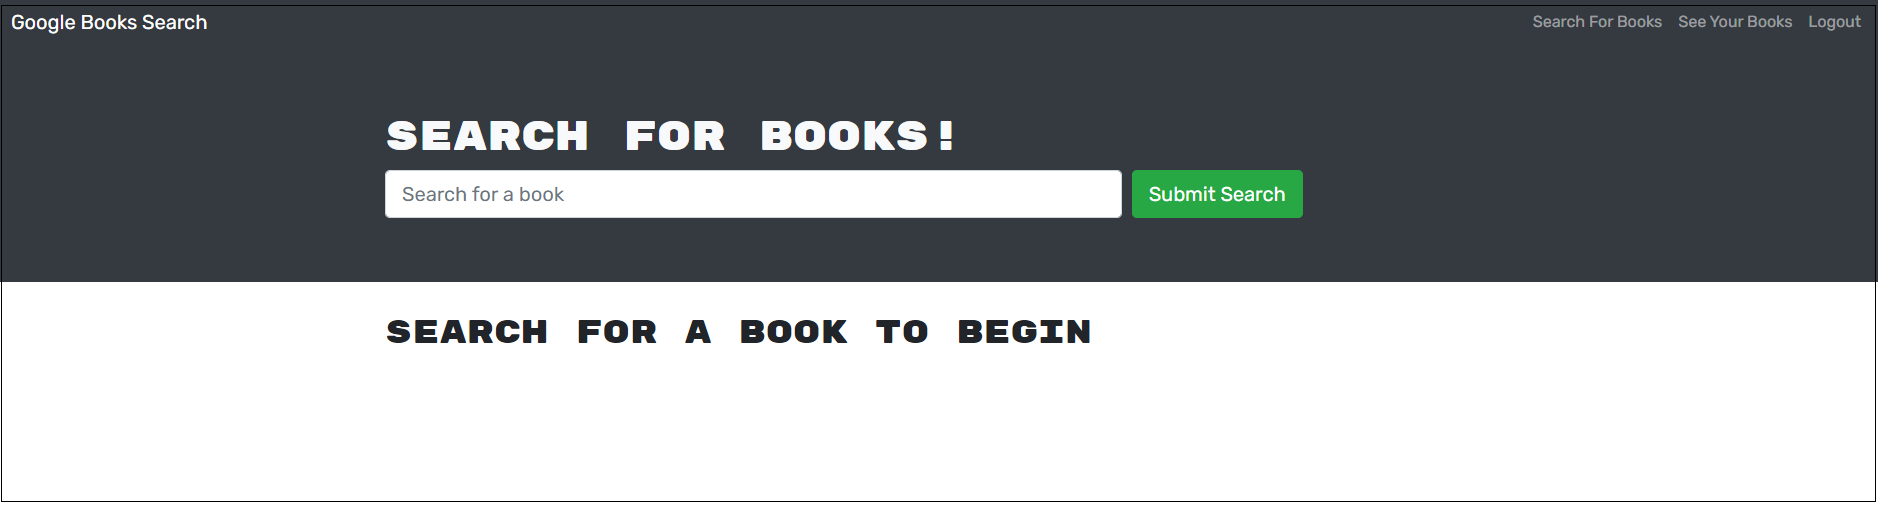 Google Books Search
Search For Books See Your Books Logout
SEARCH FOR BOOKS!
Search for a book
Submit Search
SEARCH FOR A BOOK TO BEGIN